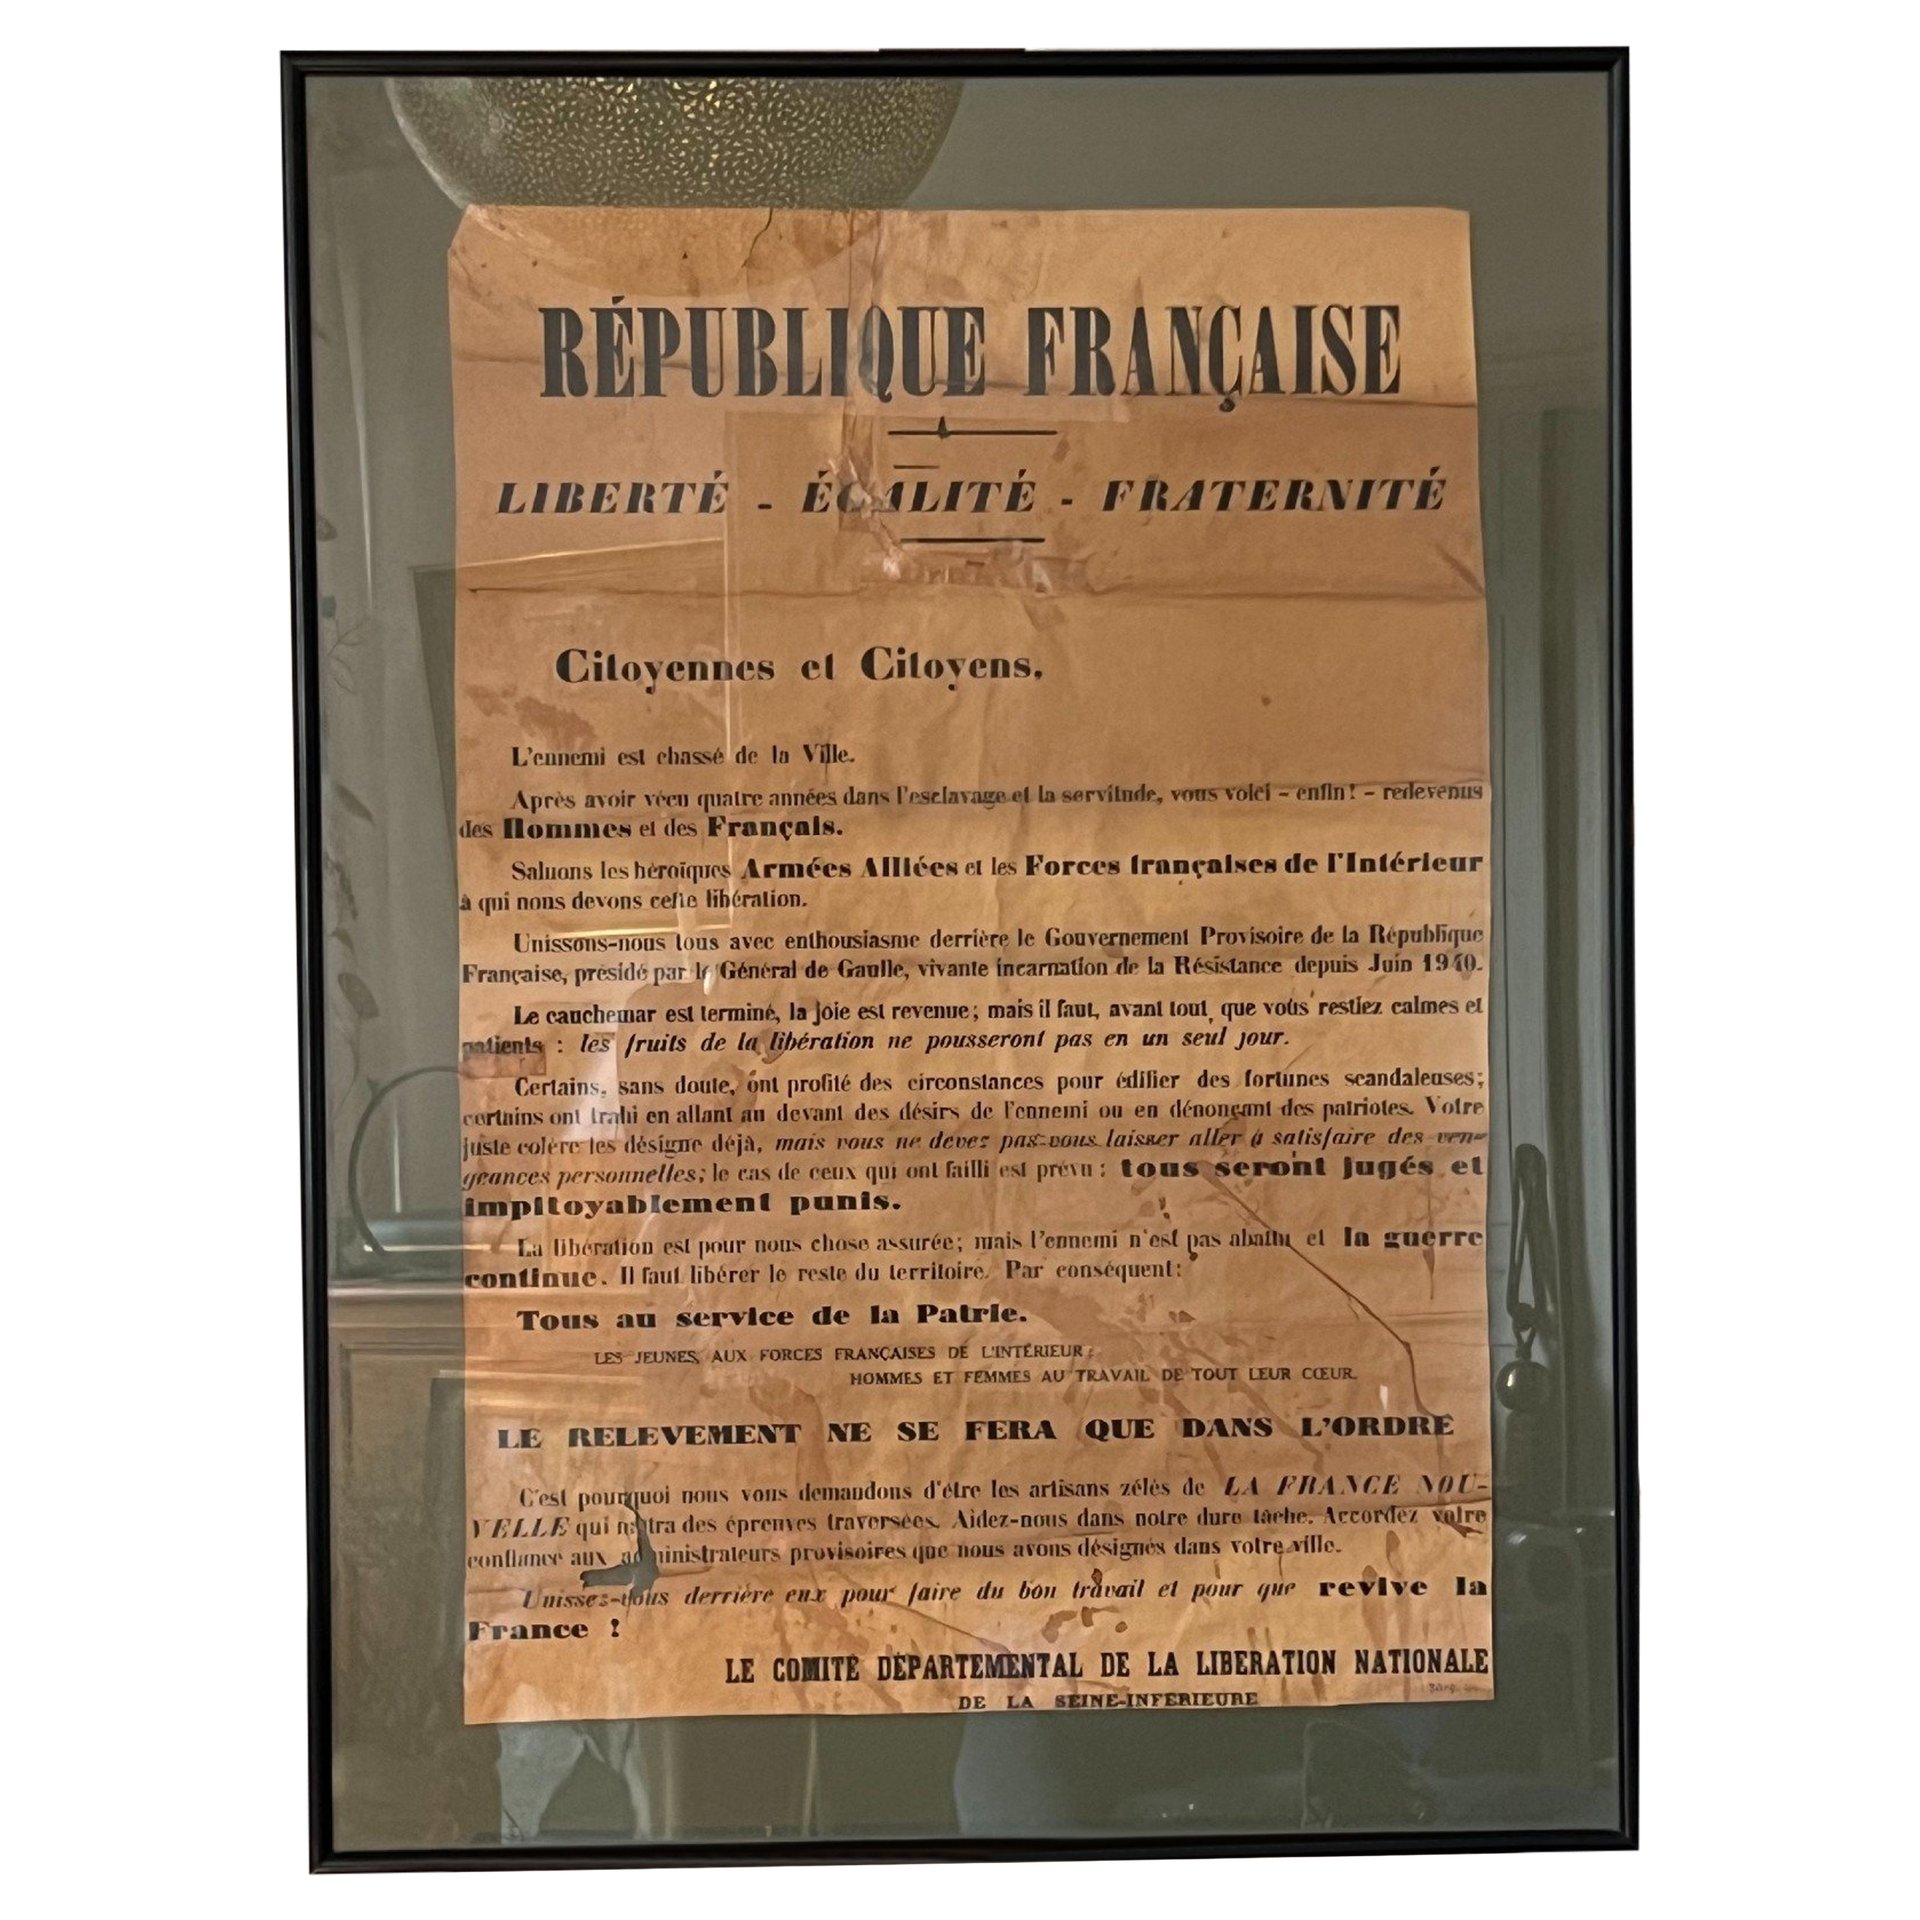 RÉPUBLIQUE FRANÇAISE
LIBERTÉ - ÉGALITÉ - FRATERNITÉ
Citoyennes et Citoyens,
L'ennemi est chassé de la Ville.
Après avoir vécu quatre années dans l'esclavage et la servitude, vous voici – enfin! – redevenus
des Hommes et des Français.
Saluons les héroïques Armées Alliées et les Forces françaises de l'Intérieur
à qui nous devons cette libération.
Unissons-nous tous avec enthousiasme derrière le Gouvernement Provisoire de la République
Française, présidé par le Général de Gaulle, vivante incarnation de la Résistance depuis Juin 1940.
Le cauchemar est terminé, la joie est revenue; mais il faut, avant tout, que vous restiez calmes et
patients : les fruits de la libération ne pousseront pas en un seul jour.
Certains, sans doute, ont profité des circonstances pour édifier des fortunes scandaleuses;
certains ont trahi en allant au devant des désirs de l'ennemi ou en dénonçant des patriotes. Votre
juste colère les désigne déjà, mais vous ne devez pas vous laisser aller à satisfaire des ven-
geances personnelles; le cas de ceux qui ont failli est prévu : tous seront jugés et
impitoyablement punis.
La libération est pour nous chose assurée; mais l'ennemi n'est pas abattu et la guerre
continue. Il faut libérer le reste du territoire. Par conséquent:
Tous au service de la Patrie.
LES JEUNES, AUX FORCES FRANÇAISES DE L'INTÉRIEUR;
HOMMES ET FEMMES AU TRAVAIL DE TOUT LEUR CŒUR.
LE RELEVEMENT NE SE FERA QUE DANS L'ORDRE
C'est pourquoi nous vous demandons d'être les artisans zélés de LA FRANCE NOU-
VELLE qui naîtra des épreuves traversées. Aidez-nous dans notre dure tâche. Accordez votre
confiance aux administrateurs provisoires que nous avons désignés dans votre ville.
Unissez-vous derrière eux pour faire du bon travail et pour que revive la
France !
LE COMITÉ DÉPARTEMENTAL DE LA LIBERATION NATIONALE
DE LA SEINE-INFERIEURE